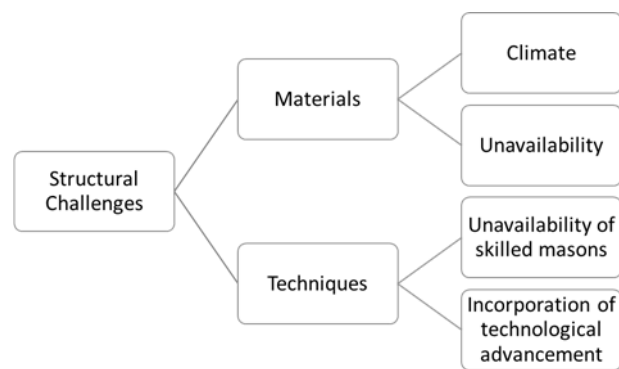 Structural
Challenges
Materials
Climate
Unavailability
Techniques
Unavailability of
skilled masons
Incorporation of
technological
advancement